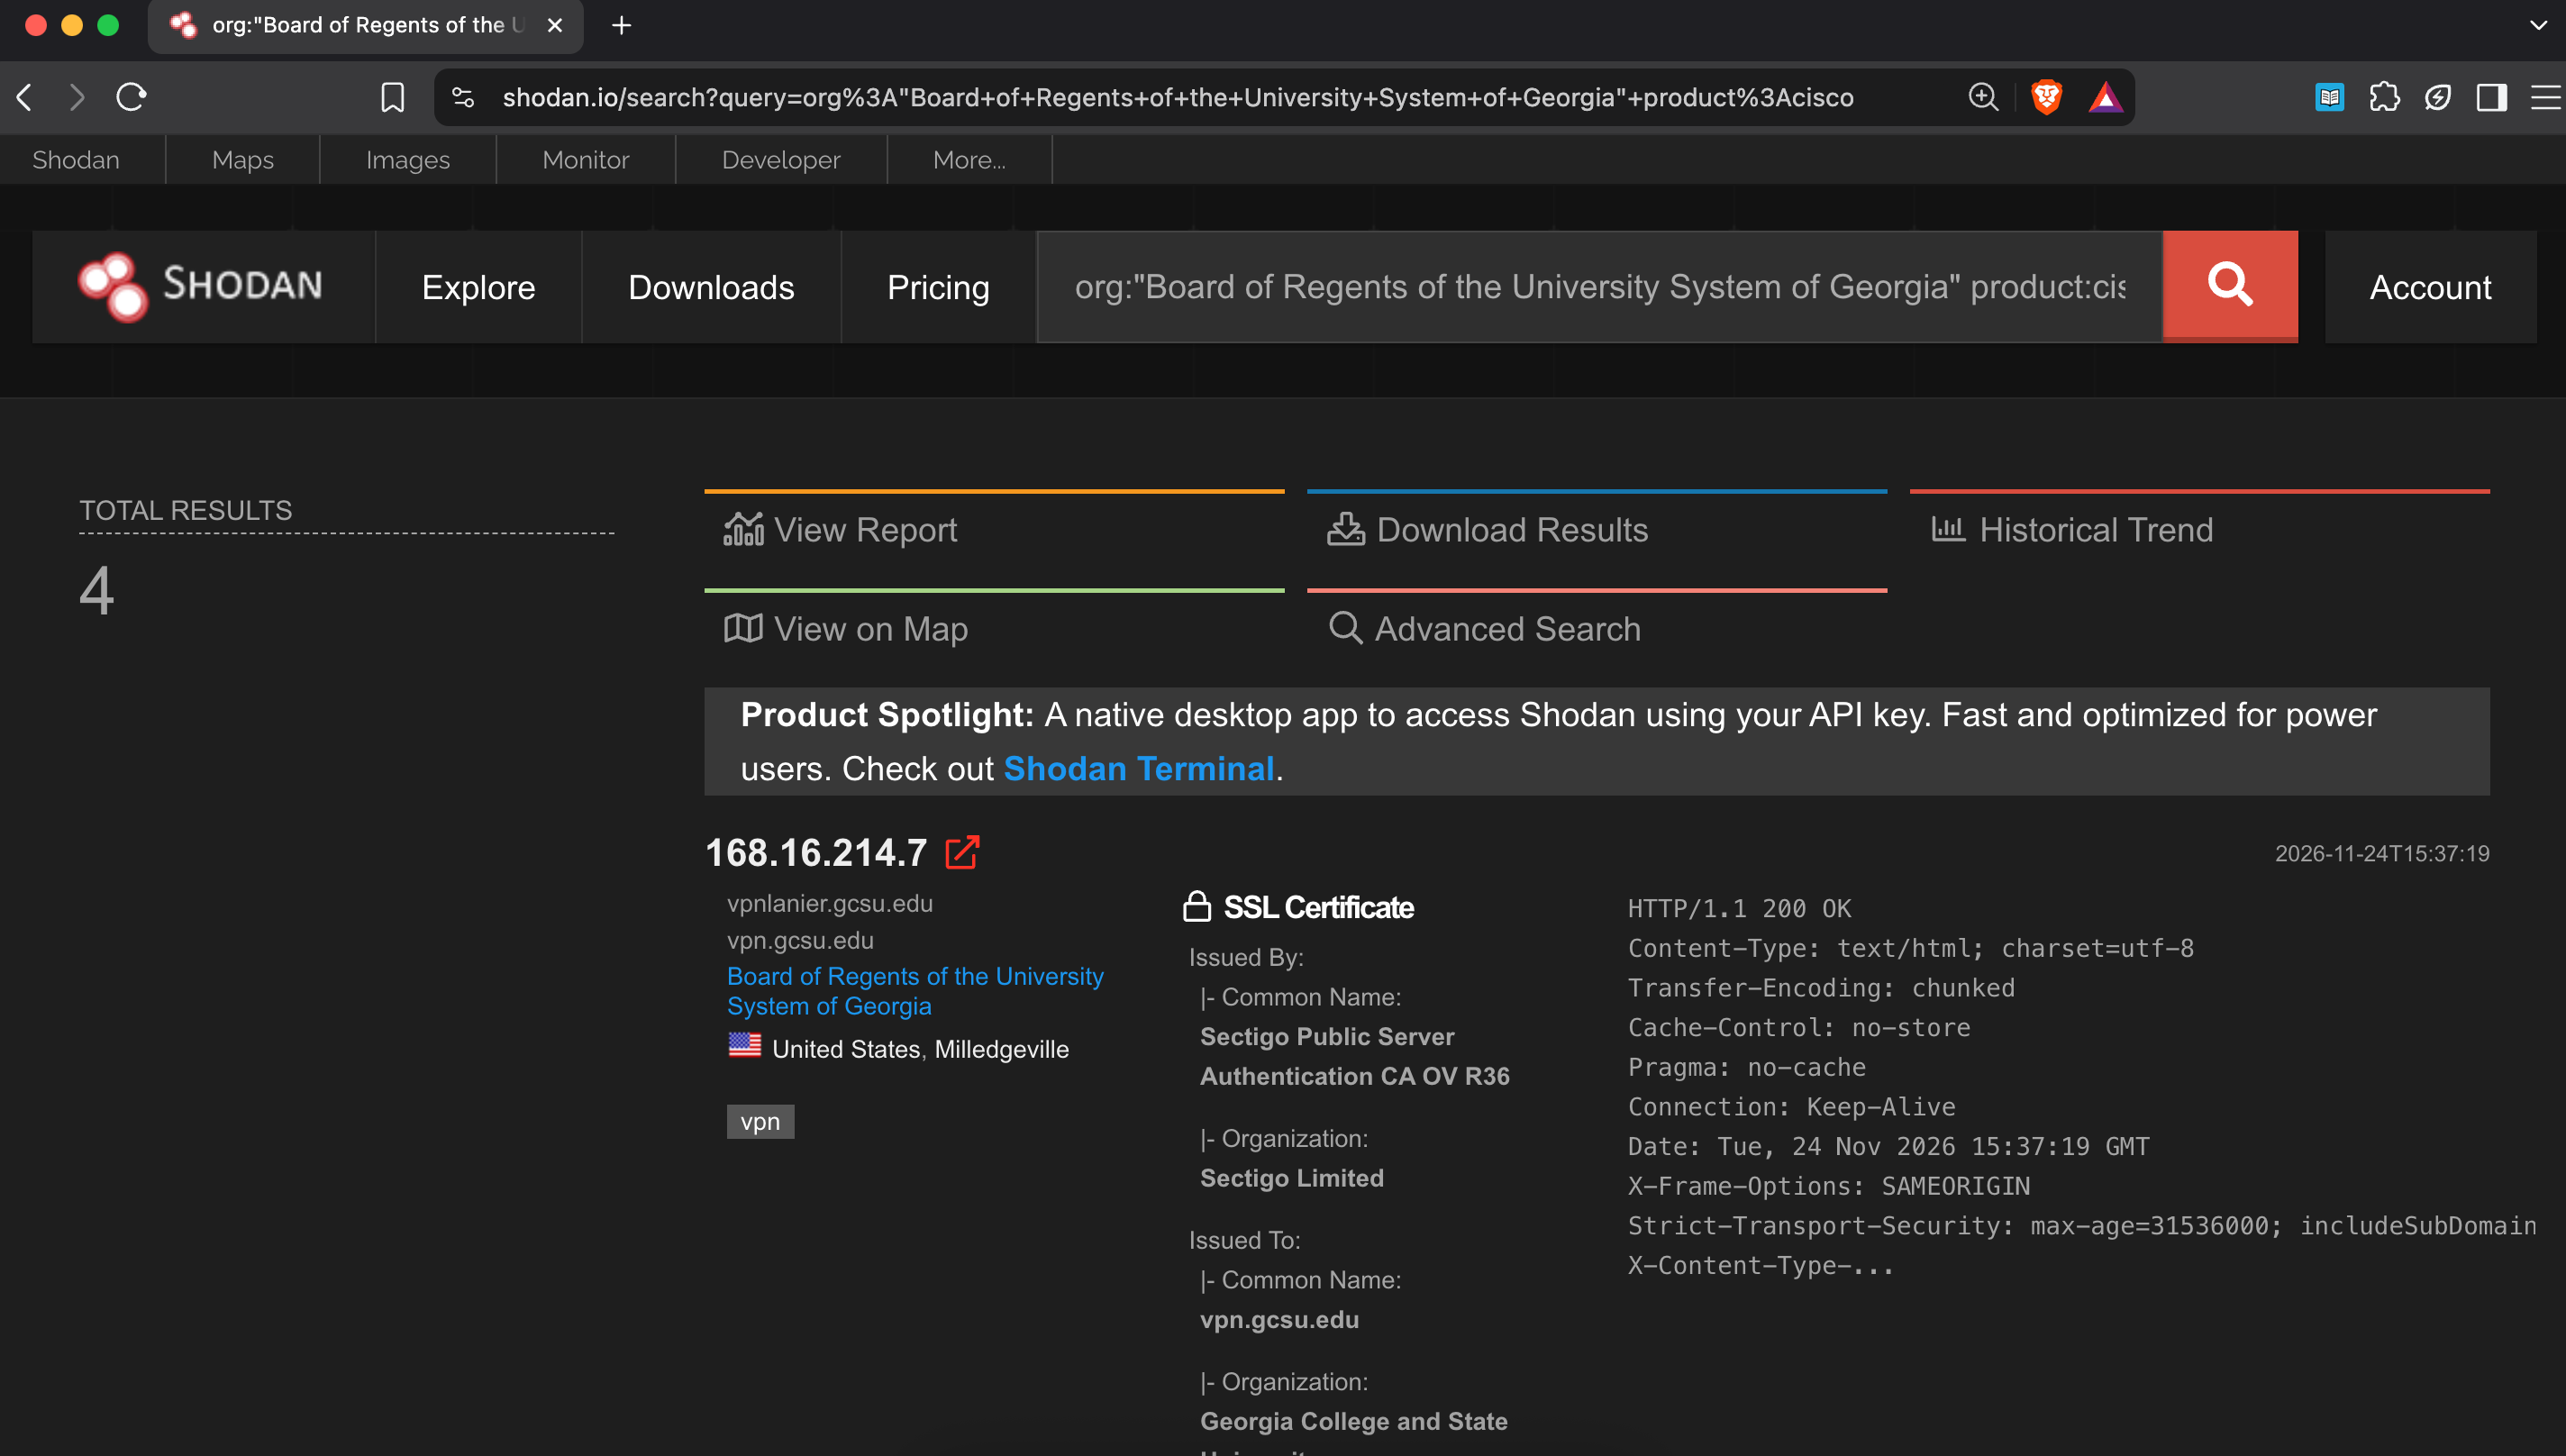 org:"Board of Regents of the U
shodan.io/search?query=org%3A"Board+of+Regents+of+the+University+System+of+Georgia"+product%3Acisco
Shodan Maps Images Monitor Developer More...
SHODAN Explore Downloads Pricing org:"Board of Regents of the University System of Georgia" product:cis Account
TOTAL RESULTS
4
View Report Download Results Historical Trend
View on Map Advanced Search
Product Spotlight: A native desktop app to access Shodan using your API key. Fast and optimized for power
users. Check out Shodan Terminal.
168.16.214.7
2026-11-24T15:37:19
vpnlanier.gcsu.edu
vpn.gcsu.edu
Board of Regents of the University
System of Georgia
United States, Milledgeville
vpn
SSL Certificate
Issued By:
|- Common Name:
Sectigo Public Server
Authentication CA OV R36
|- Organization:
Sectigo Limited
Issued To:
|- Common Name:
vpn.gcsu.edu
|- Organization:
Georgia College and State
HTTP/1.1 200 OK
Content-Type: text/html; charset=utf-8
Transfer-Encoding: chunked
Cache-Control: no-store
Pragma: no-cache
Connection: Keep-Alive
Date: Tue, 24 Nov 2026 15:37:19 GMT
X-Frame-Options: SAMEORIGIN
Strict-Transport-Security: max-age=31536000; includeSubDomain
X-Content-Type-...